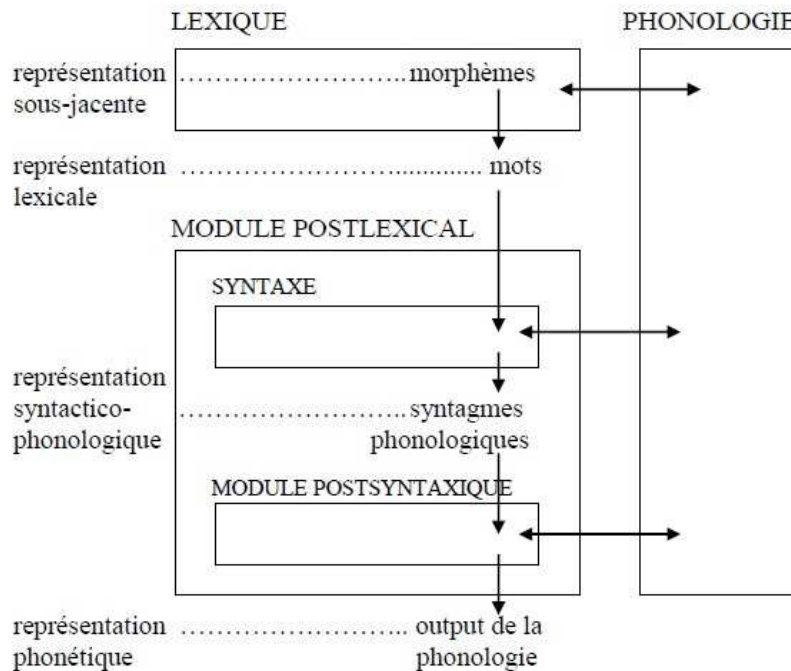 LEXIQUE PHONOLOGIE
représentation ……………………..morphèmes
sous-jacente
représentation ……………………............. mots
lexicale
MODULE POSTLEXICAL
SYNTAXE
représentation
syntactico- …………………….. syntagmes
phonologique phonologiques
MODULE POSTSYNTAXIQUE
représentation …………………….. output de la
phonétique phonologie